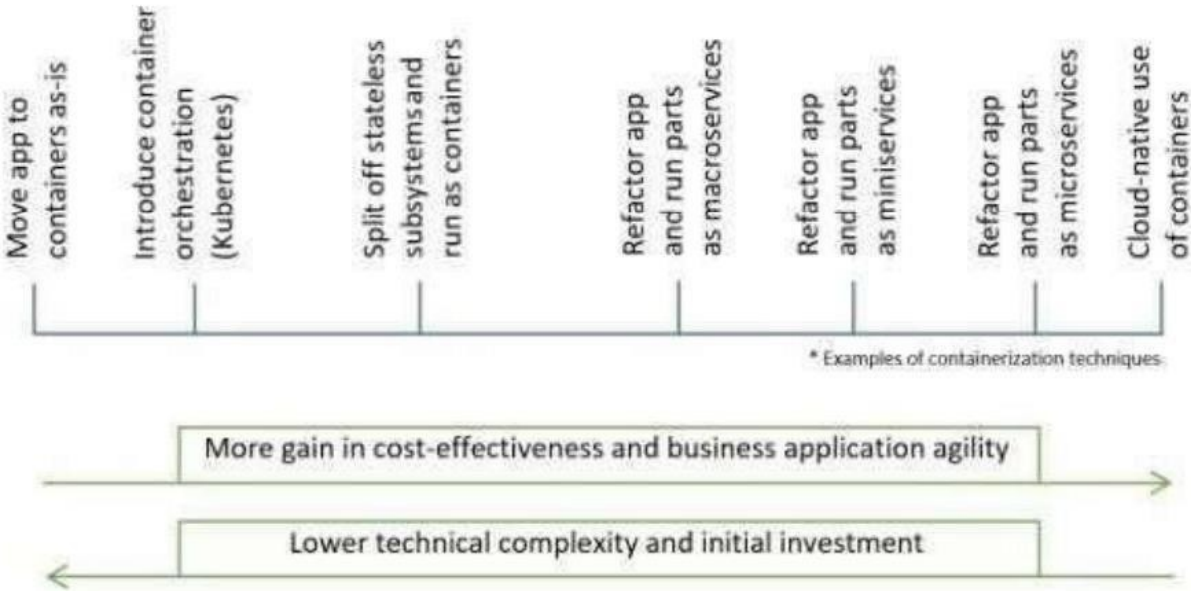 Move app to
containers as-is
Introduce container
orchestration
(Kubernetes)
Split off stateless
subsystems and
run as containers
Refactor app
and run parts
as macroservices
Refactor app
and run parts
as miniservices
Refactor app
and run parts
as microservices
Cloud-native use
of containers
* Examples of containerization techniques
More gain in cost-effectiveness and business application agility
Lower technical complexity and initial investment